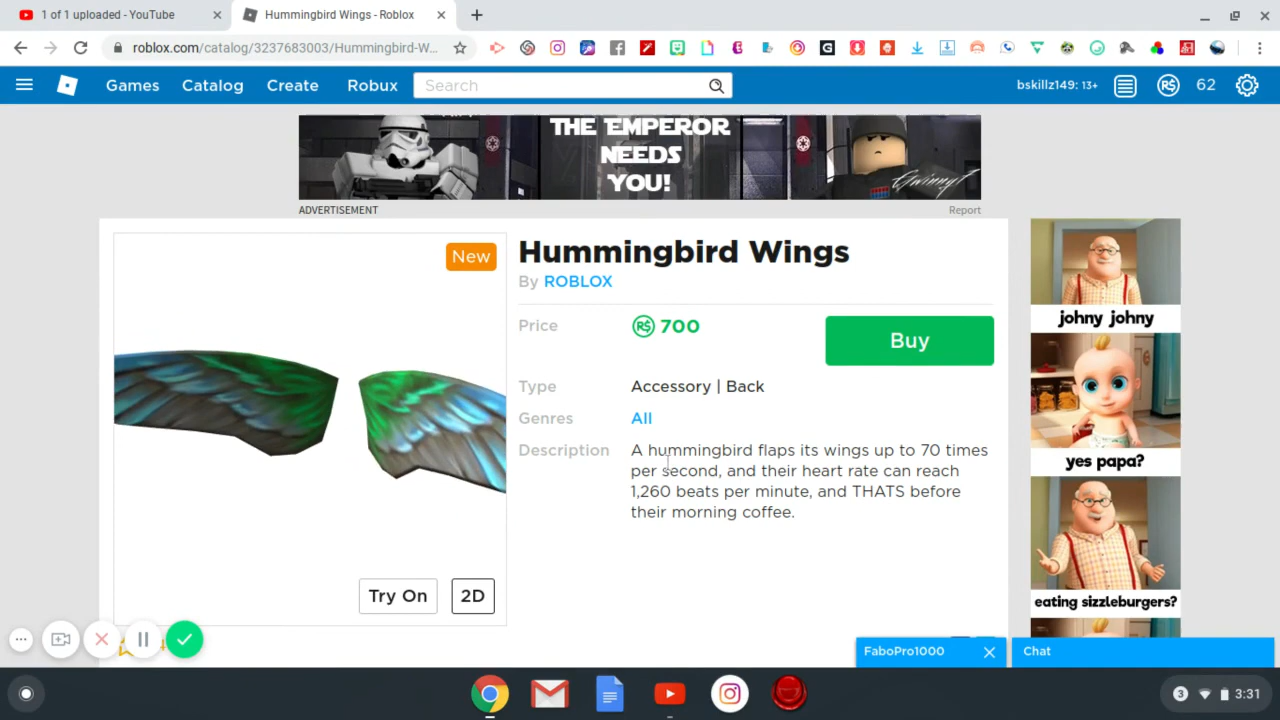 1 of 1 uploaded - YouTube
Hummingbird Wings - Roblox
roblox.com/catalog/3237683003/Hummingbird-W...
Games
Catalog
Create
Robux
Search
bskillz149: 13+
62
THE EMPEROR
NEEDS
YOU!
ADVERTISEMENT
Report
New
Hummingbird Wings
By ROBLOX
Price
R$ 700
Buy
Type
Accessory | Back
Genres
All
Description
A hummingbird flaps its wings up to 70 times
per second, and their heart rate can reach
1,260 beats per minute, and THATS before
their morning coffee.
Try On
2D
johny johny
yes papa?
eating sizzleburgers?
FaboPro1000
Chat
3
3:31